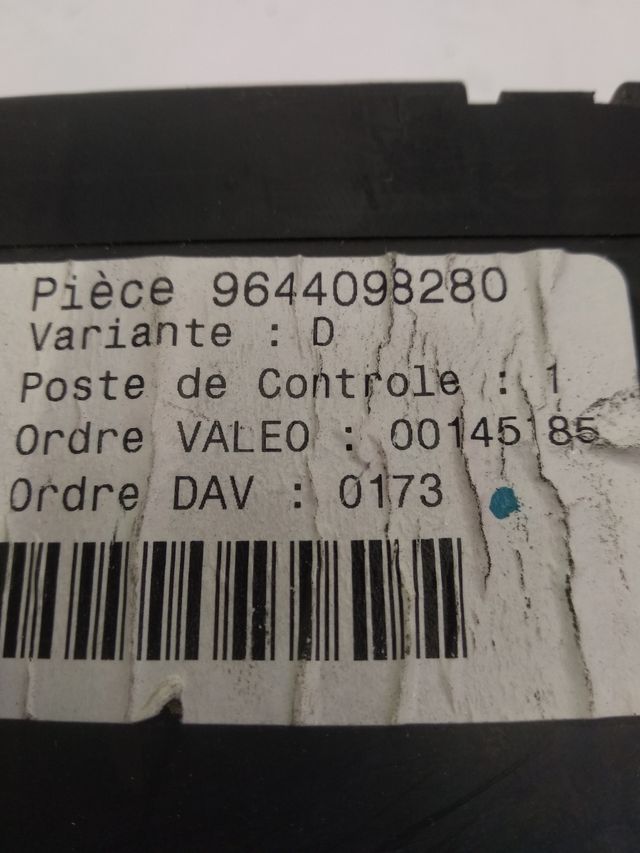 Pièce 9644098280
Variante : D
Poste de Controle : 1
Ordre VALEO : 00145185
Ordre DAV : 0173